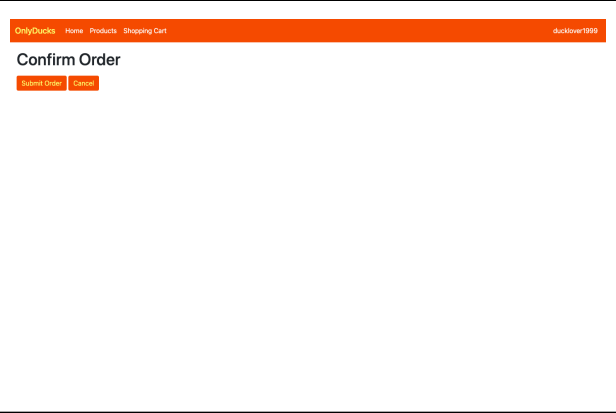 OnlyDucks Home Products Shopping Cart ducklover1999
Confirm Order
Submit Order Cancel